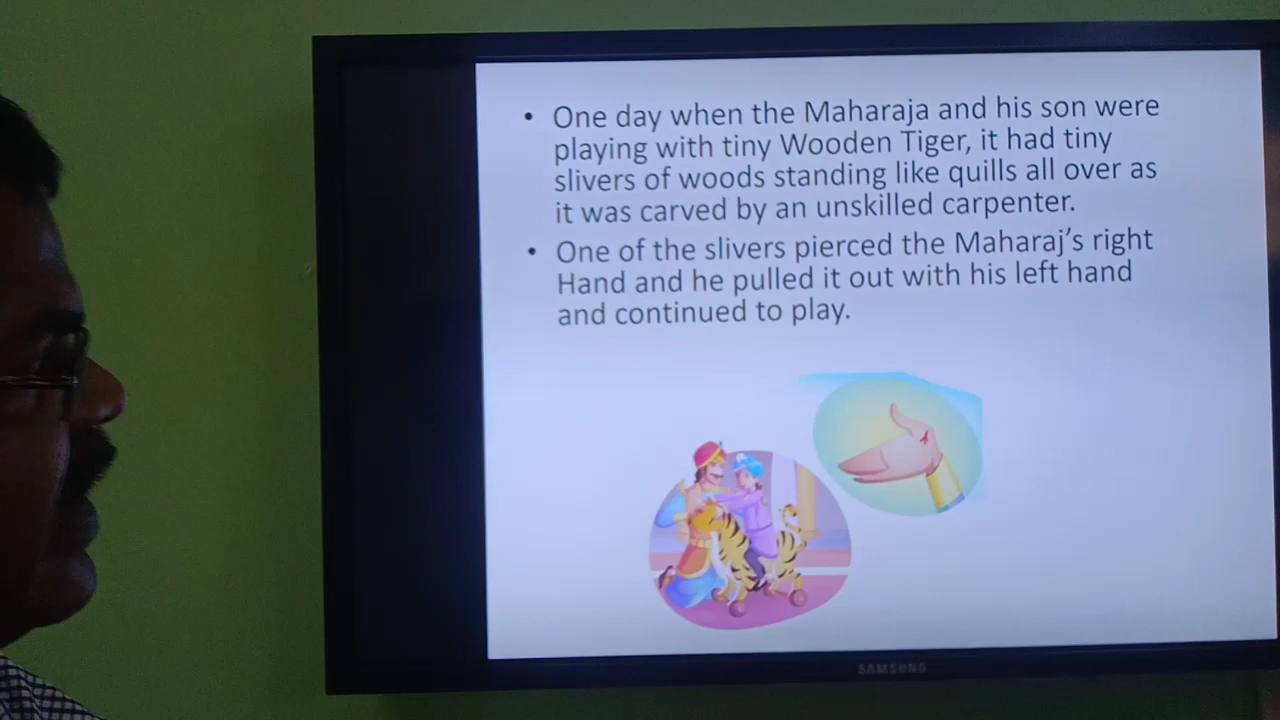 • One day when the Maharaja and his son were
playing with tiny Wooden Tiger, it had tiny
slivers of woods standing like quills all over as
it was carved by an unskilled carpenter.
• One of the slivers pierced the Maharaj's right
Hand and he pulled it out with his left hand
and continued to play.
SAMSUNG